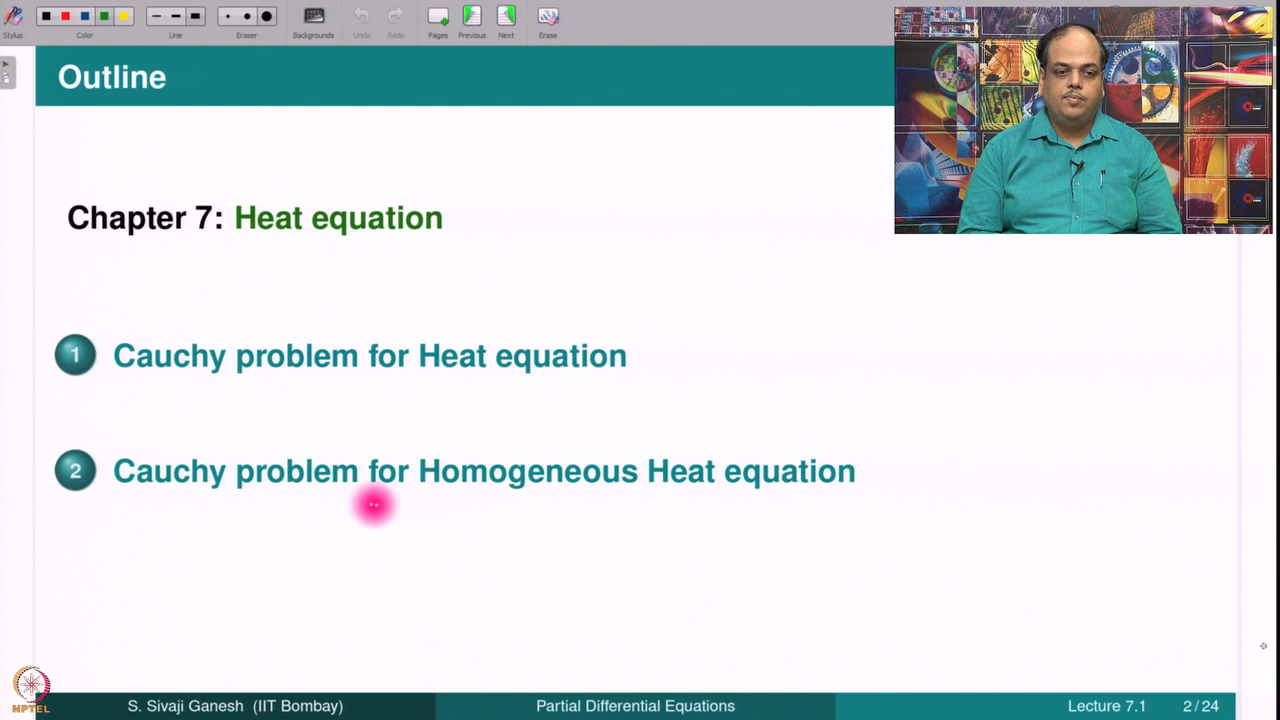 Stylus
Color
Line
Eraser
Backgrounds
Undo
Redo
Pages
Previous
Next
Erase
Outline
Chapter 7: Heat equation
1 Cauchy problem for Heat equation
2 Cauchy problem for Homogeneous Heat equation
NPTEL
S. Sivaji Ganesh (IIT Bombay)
Partial Differential Equations
Lecture 7.1
2 / 24